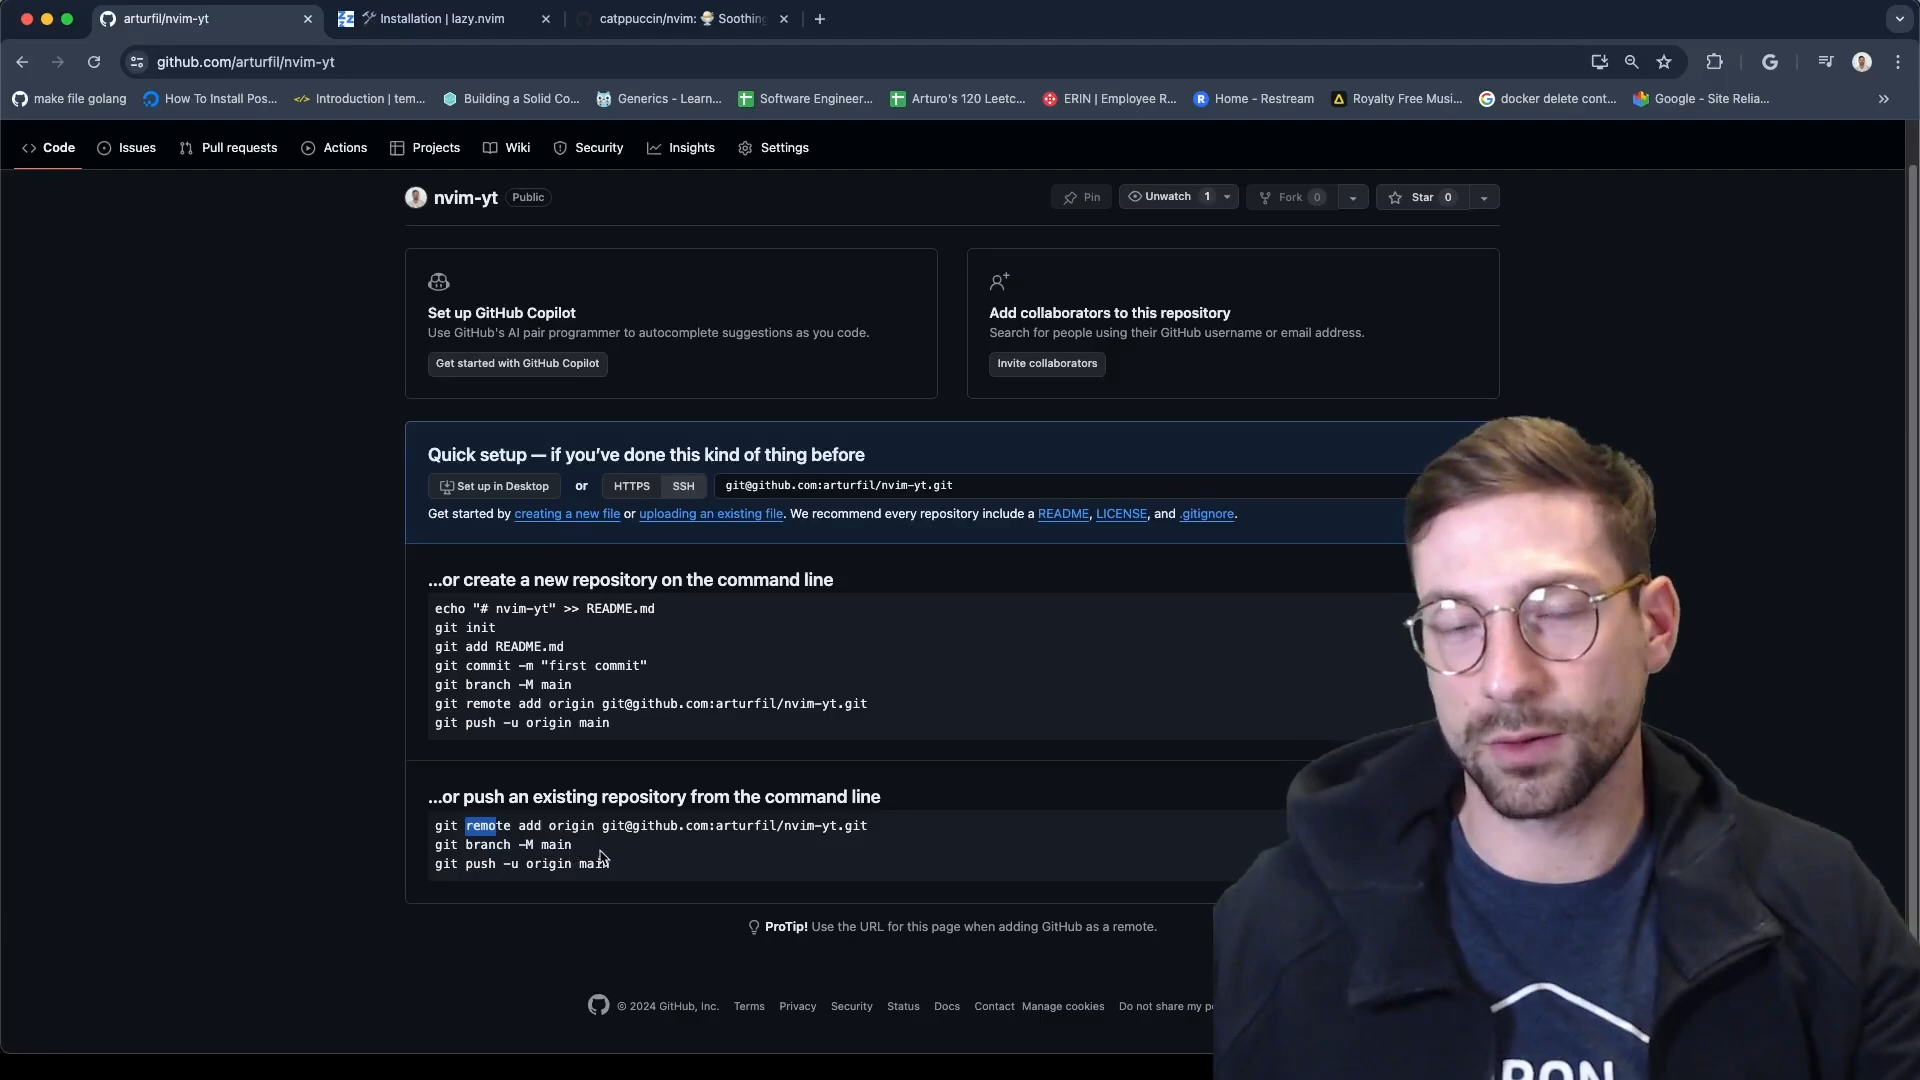 arturfil/nvim-yt
Installation | lazy.nvim
catppuccin/nvim: Soothing
github.com/arturfil/nvim-yt
make file golang
How To Install Pos...
Introduction | tem...
Building a Solid Co...
Generics - Learn...
Software Engineer...
Arturo's 120 Leetc...
ERIN | Employee R...
Home - Restream
Royalty Free Musi...
docker delete cont...
Google - Site Relia...
Code
Issues
Pull requests
Actions
Projects
Wiki
Security
Insights
Settings
nvim-yt
Public
Pin
Unwatch 1
Fork 0
Star 0
Set up GitHub Copilot
Use GitHub's AI pair programmer to autocomplete suggestions as you code.
Get started with GitHub Copilot
Add collaborators to this repository
Search for people using their GitHub username or email address.
Invite collaborators
Quick setup — if you've done this kind of thing before
Set up in Desktop or HTTPS SSH git@github.com:arturfil/nvim-yt.git
Get started by creating a new file or uploading an existing file. We recommend every repository include a README, LICENSE, and .gitignore.
...or create a new repository on the command line
echo "# nvim-yt" >> README.md
git init
git add README.md
git commit -m "first commit"
git branch -M main
git remote add origin git@github.com:arturfil/nvim-yt.git
git push -u origin main
...or push an existing repository from the command line
git remote add origin git@github.com:arturfil/nvim-yt.git
git branch -M main
git push -u origin main
ProTip! Use the URL for this page when adding GitHub as a remote.
© 2024 GitHub, Inc. Terms Privacy Security Status Docs Contact Manage cookies Do not share my